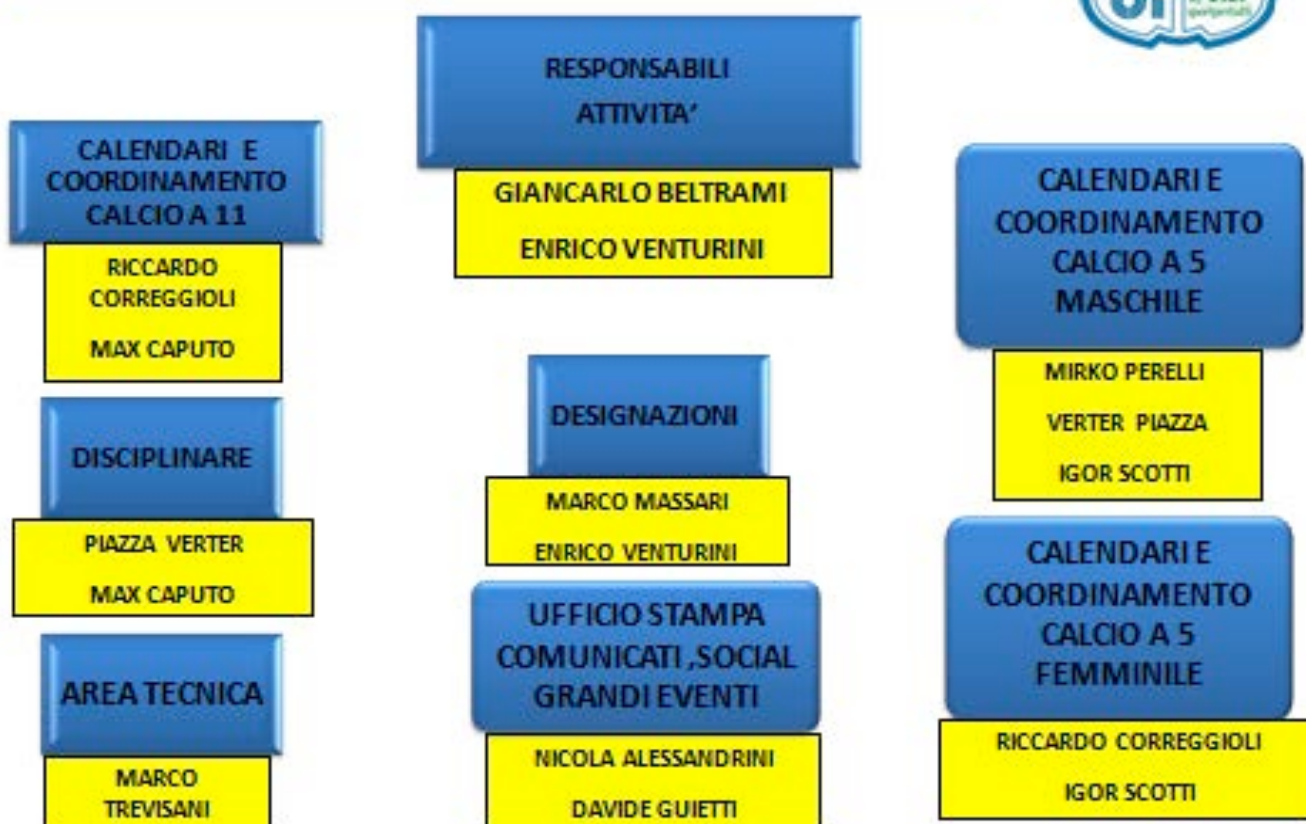 RESPONSABILI
ATTIVITA'
GIANCARLO BELTRAMI
ENRICO VENTURINI
CALENDARI E
COORDINAMENTO
CALCIO A 11
RICCARDO
CORREGGIOLI
MAX CAPUTO
DISCIPLINARE
PIAZZA VERTER
MAX CAPUTO
AREA TECNICA
MARCO
TREVISANI
DESIGNAZIONI
MARCO MASSARI
ENRICO VENTURINI
UFFICIO STAMPA
COMUNICATI ,SOCIAL
GRANDI EVENTI
NICOLA ALESSANDRINI
DAVIDE GUIETTI
CALENDARI E
COORDINAMENTO
CALCIO A 5
MASCHILE
MIRKO PERELLI
VERTER PIAZZA
IGOR SCOTTI
CALENDARI E
COORDINAMENTO
CALCIO A 5
FEMMINILE
RICCARDO CORREGGIOLI
IGOR SCOTTI